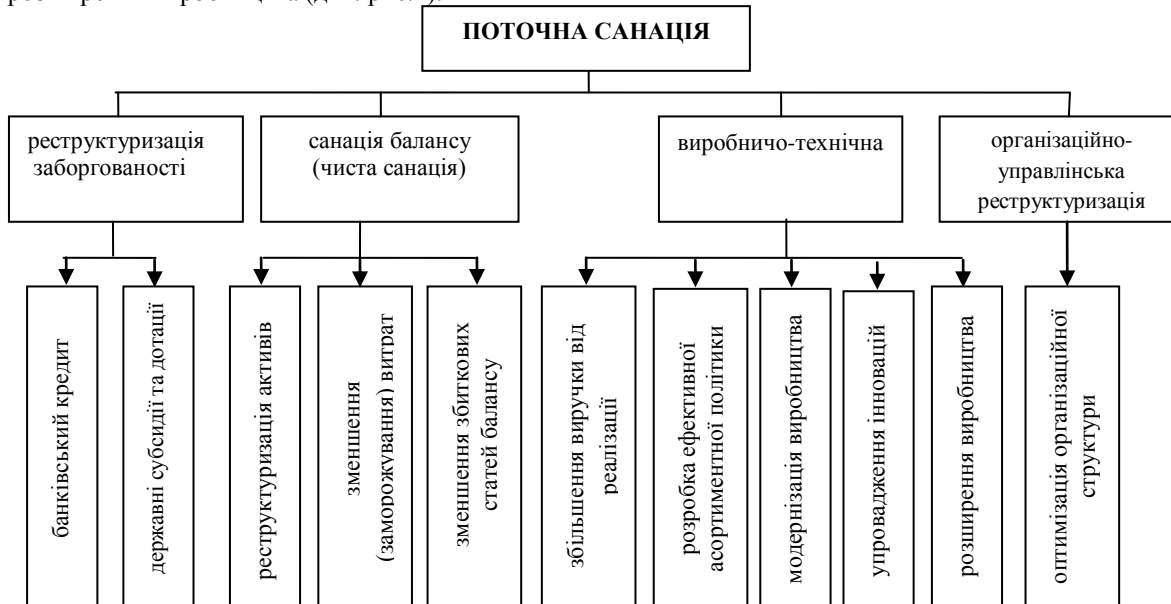 ПОТОЧНА САНАЦІЯ
реструктуризація
заборгованості
санація балансу
(чиста санація)
виробничо-технічна
організаційно-
управлінська
реструктуризація
банківський кредит
державні субсидії та дотації
реструктуризація активів
зменшення
(заморожування) витрат
зменшення збиткових
статей балансу
збільшення виручки від
реалізації
розробка ефективної
асортиментної політики
модернізація виробництва
упровадження інновацій
розширення виробництва
оптимізація організаційної
структури